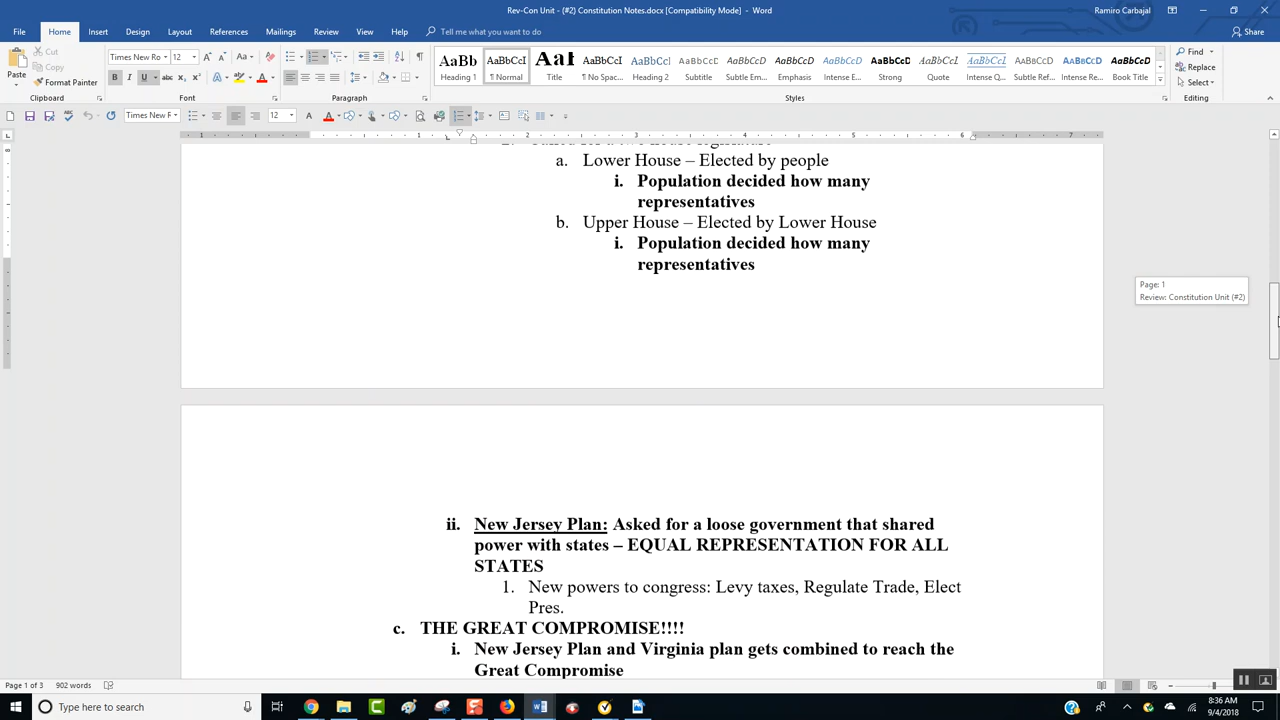 Rev-Con Unit - (#2) Constitution Notes.docx [Compatibility Mode] - Word
Ramiro Carbajal
File Home Insert Design Layout References Mailings Review View Help Tell me what you want to do
Share
Cut
Copy
Format Painter
Paste
Clipboard
Times New Ro 12
Font
Paragraph
AaBb AaBbCcI AaBb AaBbCcI AaBbCcI AaBbCcD AaBbCcD AaBbCcD AaBbCcD AaBbCcD AaBbCcI AaBbCcI AaBbCcD AaBbCcD AaBbCcD
Heading 1 ¶ Normal Title ¶ No Spac... Heading 2 Subtitle Subtle Em... Emphasis Intense E... Strong Quote Intense Q... Subtle Ref... Intense Re... Book Title
Styles
Find
Replace
Select
Editing
Times New F 12
a. Lower House – Elected by people
i. Population decided how many
representatives
b. Upper House – Elected by Lower House
i. Population decided how many
representatives
Page: 1
Review: Constitution Unit (#2)
ii. New Jersey Plan: Asked for a loose government that shared
power with states – EQUAL REPRESENTATION FOR ALL
STATES
1. New powers to congress: Levy taxes, Regulate Trade, Elect
Pres.
c. THE GREAT COMPROMISE!!!!
i. New Jersey Plan and Virginia plan gets combined to reach the
Great Compromise
Page 1 of 3 902 words
Type here to search
8:36 AM
9/4/2018